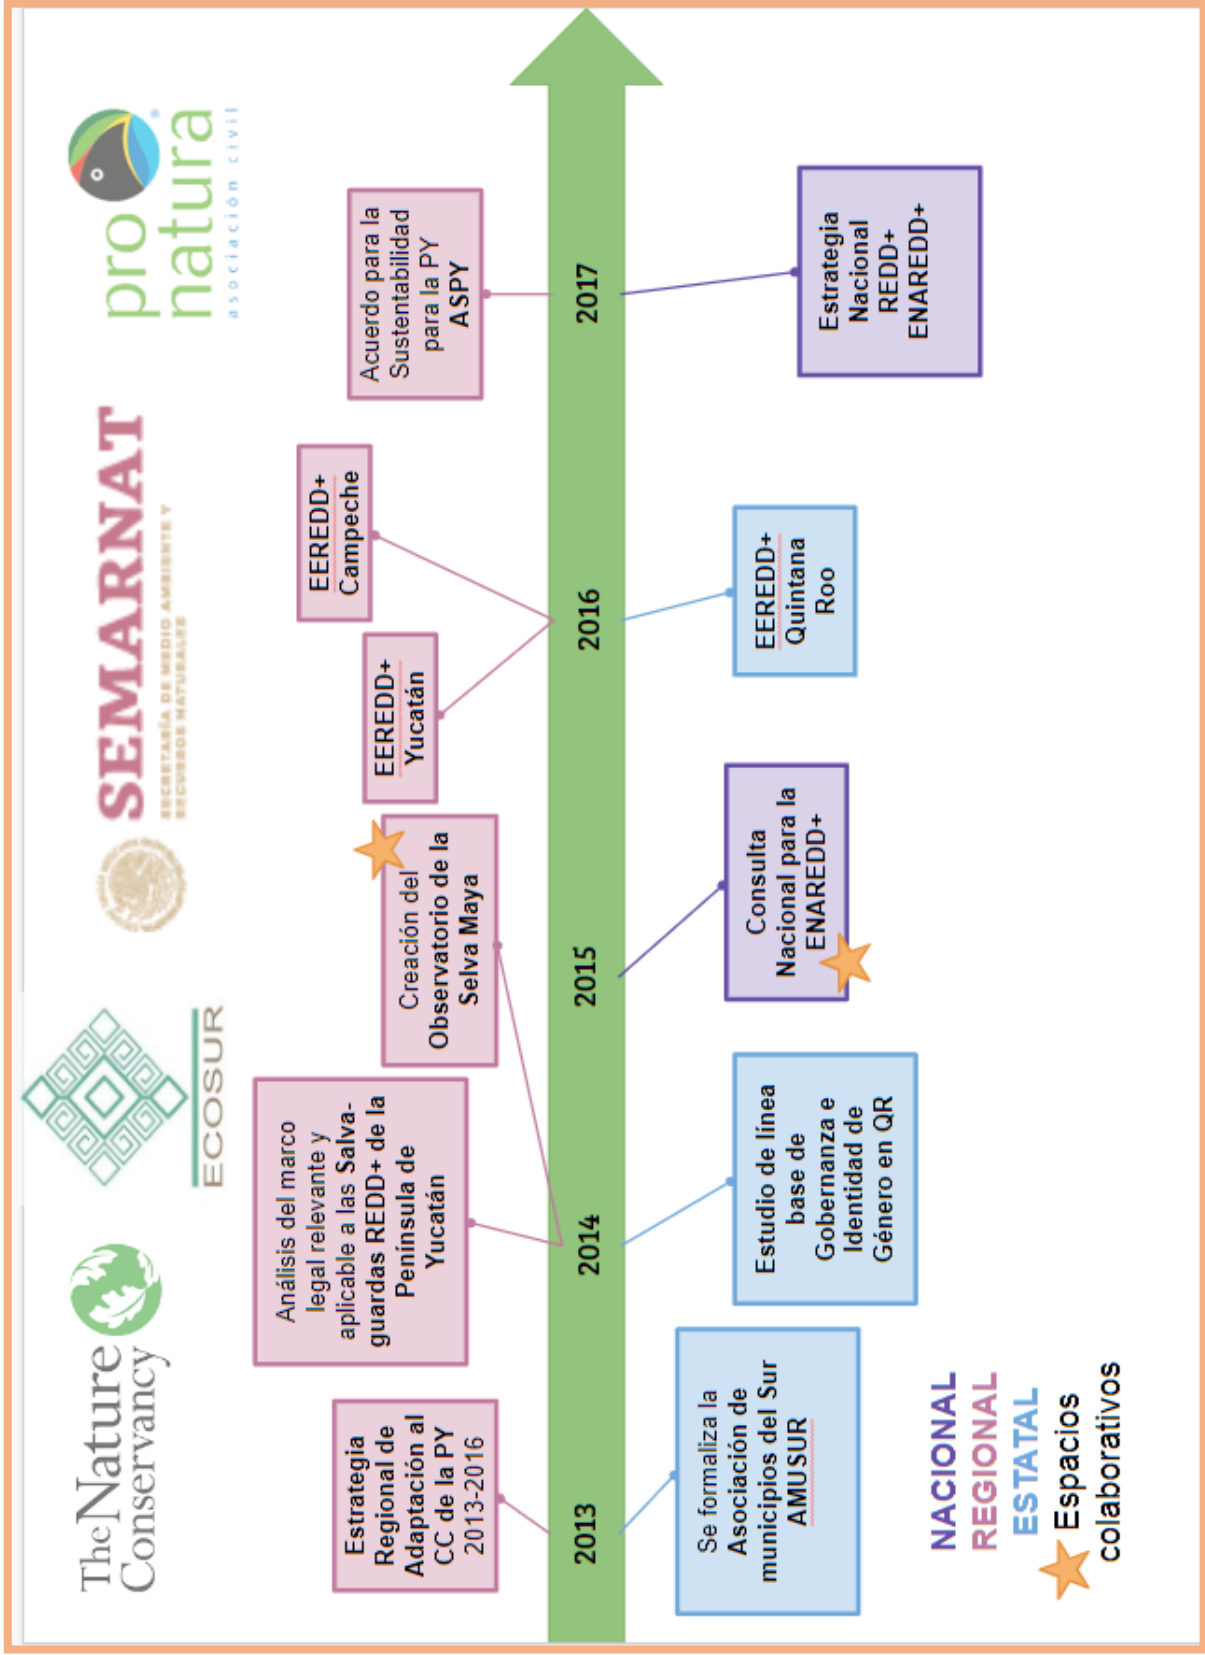 The Nature
Conservancy
ECOSUR
SEMARNAT
SECRETARÍA DE MEDIO AMBIENTE Y
RECURSOS NATURALES
pro
natura
asociación civil
Estrategia
Regional de
Adaptación al
CC de la PY
2013-2016
Análisis del marco
legal relevante y
aplicable a las Salva-
guardas REDD+ de la
Península de
Yucatán
Creación del
Observatorio de la
Selva Maya
EEREDD+
Yucatán
EEREDD+
Campeche
Acuerdo para la
Sustentabilidad
para la PY
ASPY
2013
2014
2015
2016
2017
Se formaliza la
Asociación de
municipios del Sur
AMUSUR
Estudio de línea
base de
Gobernanza e
Identidad de
Género en QR
Consulta
Nacional para la
ENAREDD+
EEREDD+
Quintana
Roo
Estrategia
Nacional
REDD+
ENAREDD+
NACIONAL
REGIONAL
ESTATAL
Espacios
colaborativos